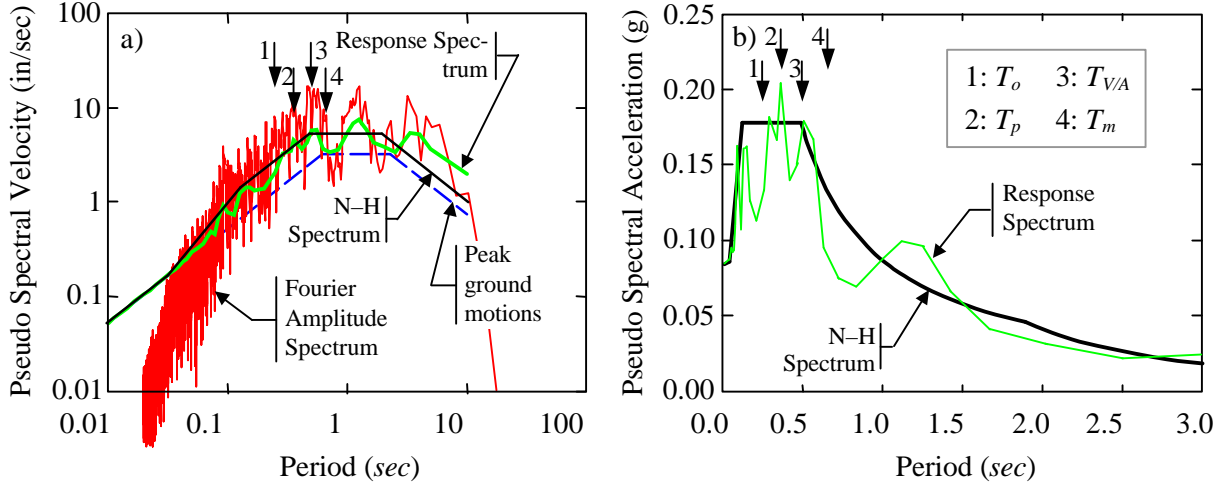 Pseudo Spectral Velocity (in/sec)
100
10
1
0.1
0.01
a)
1
2
3
4
Response Spec-
trum
N–H
Spectrum
Peak
ground
motions
Fourier
Amplitude
Spectrum
0.01 0.1 1 10 100
Period (sec)
Pseudo Spectral Acceleration (g)
0.25
0.20
0.15
0.10
0.05
0.00
b)
1
2
3
4
1: To 3: TV/A
2: Tp 4: Tm
Response
Spectrum
N–H
Spectrum
0.0 0.5 1.0 1.5 2.0 2.5 3.0
Period (sec)